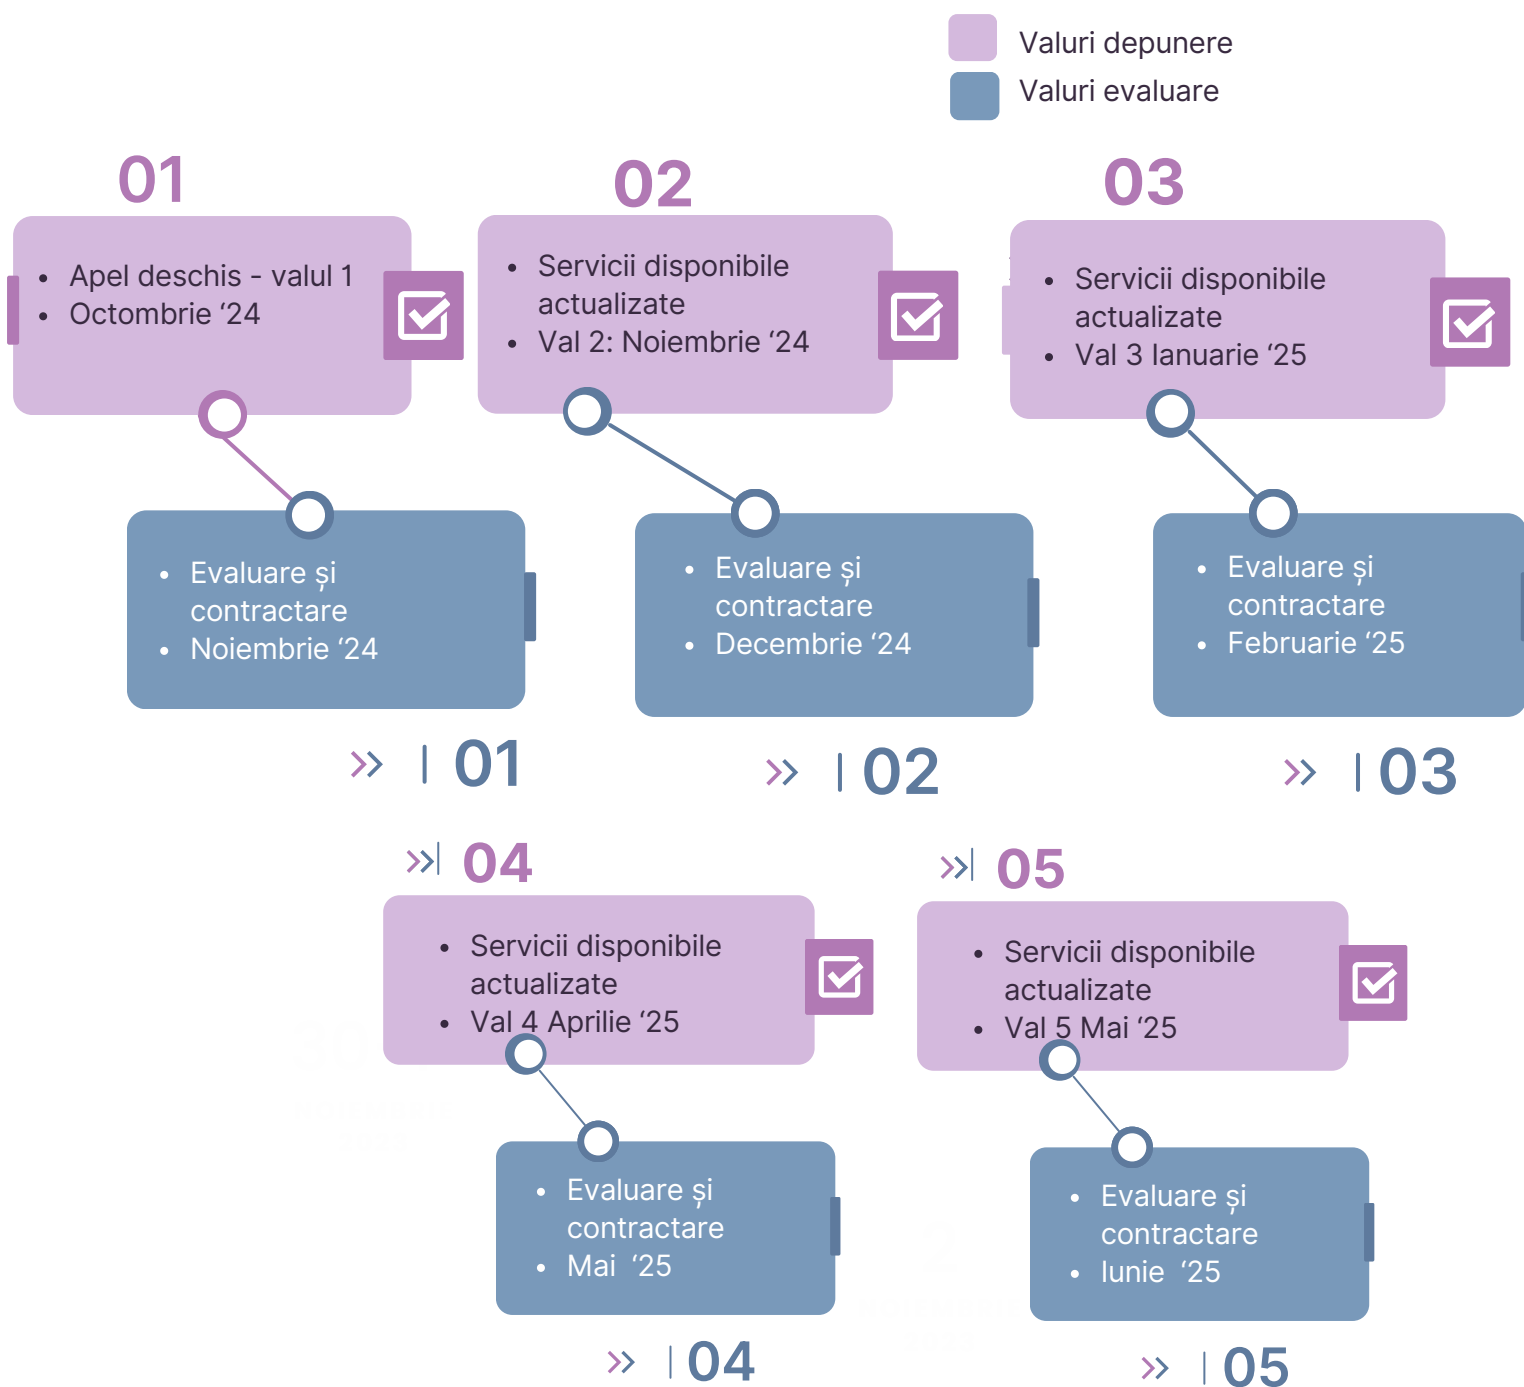 Valuri depunere
Valuri evaluare
01
• Apel deschis - valul 1
• Octombrie ‘24
02
• Servicii disponibile
actualizate
• Val 2: Noiembrie ‘24
03
• Servicii disponibile
actualizate
• Val 3 Ianuarie ‘25
• Evaluare și
contractare
• Noiembrie ‘24
01
• Evaluare și
contractare
• Decembrie ‘24
02
• Evaluare și
contractare
• Februarie ‘25
03
04
• Servicii disponibile
actualizate
• Val 4 Aprilie ‘25
05
• Servicii disponibile
actualizate
• Val 5 Mai ‘25
• Evaluare și
contractare
• Mai ‘25
04
• Evaluare și
contractare
• Iunie ‘25
05